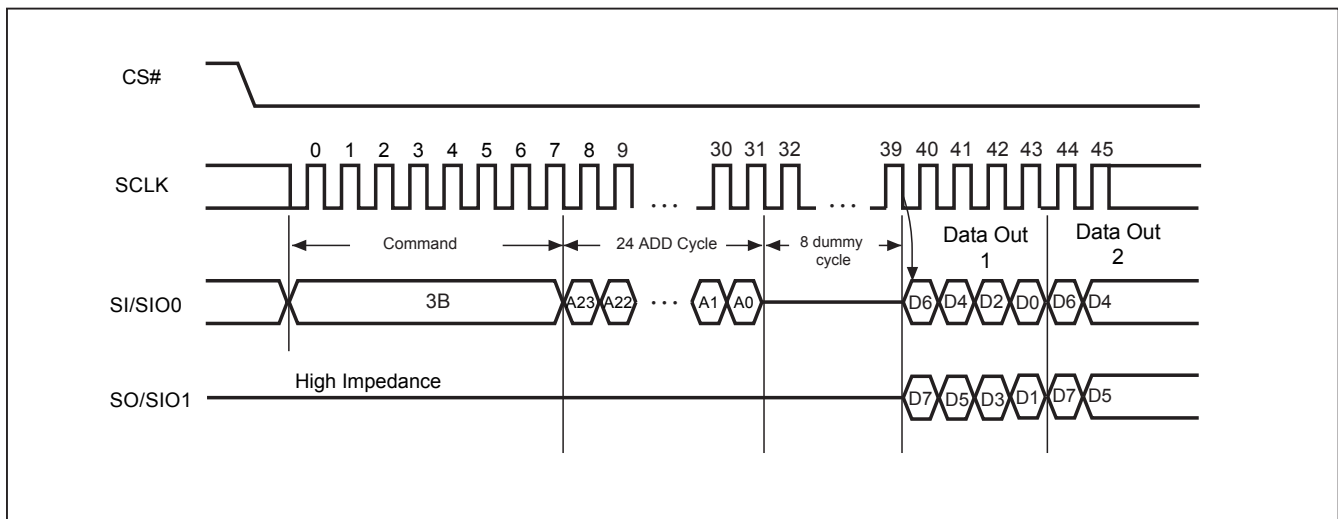 CS#
0 1 2 3 4 5 6 7 8 9 30 31 32 39 40 41 42 43 44 45
SCLK
... ...
Command 24 ADD Cycle 8 dummy cycle Data Out 1 Data Out 2
SI/SIO0 3B A23 A22 ... A1 A0 D6 D4 D2 D0 D6 D4
High Impedance
SO/SIO1 D7 D5 D3 D1 D7 D5